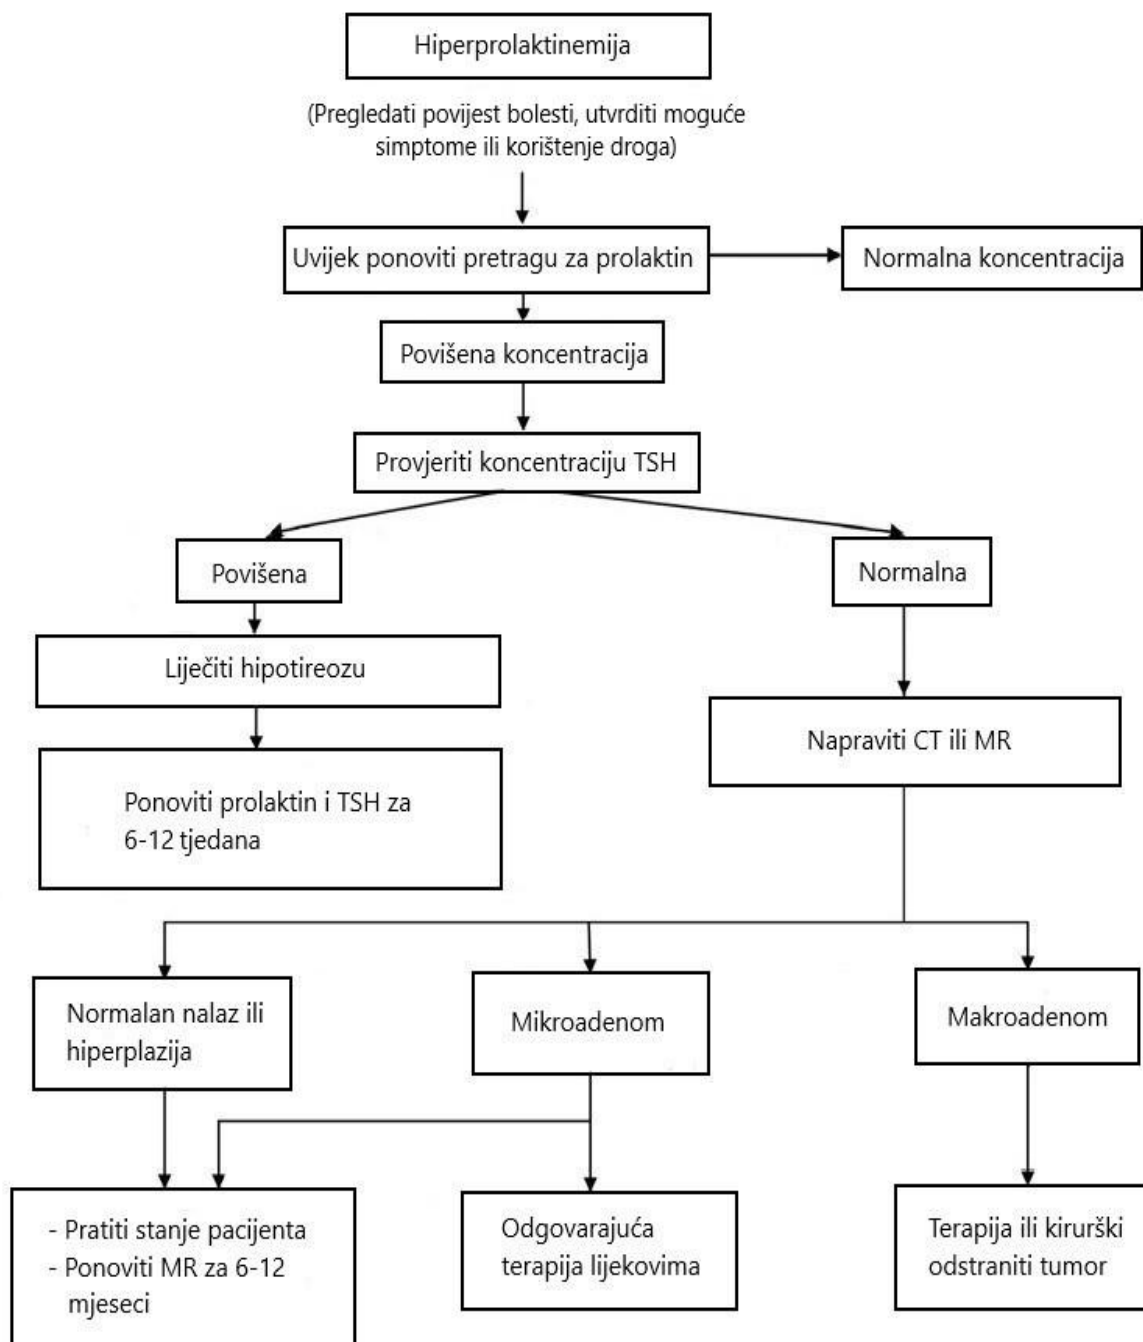 Hiperprolaktinemija
(Pregledati povijest bolesti, utvrditi moguće
simptome ili korištenje droga)
Uvijek ponoviti pretragu za prolaktin
Normalna koncentracija
Povišena koncentracija
Provjeriti koncentraciju TSH
Povišena
Normalna
Liječiti hipotireozu
Napraviti CT ili MR
Ponoviti prolaktin i TSH za
6-12 tjedana
Normalan nalaz ili
hiperplazija
Mikroadenom
Makroadenom
- Pratiti stanje pacijenta
- Ponoviti MR za 6-12
mjeseci
Odgovarajuća
terapija lijekovima
Terapija ili kirurški
odstraniti tumor